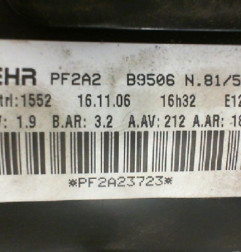 EHR PF2A2 B9506 N.81/5
trl:1552 16.11.06 16h32 E12
: 1.9 B.AR: 3.2 A.AV: 212 A.AR: 18
*PF2A23723*